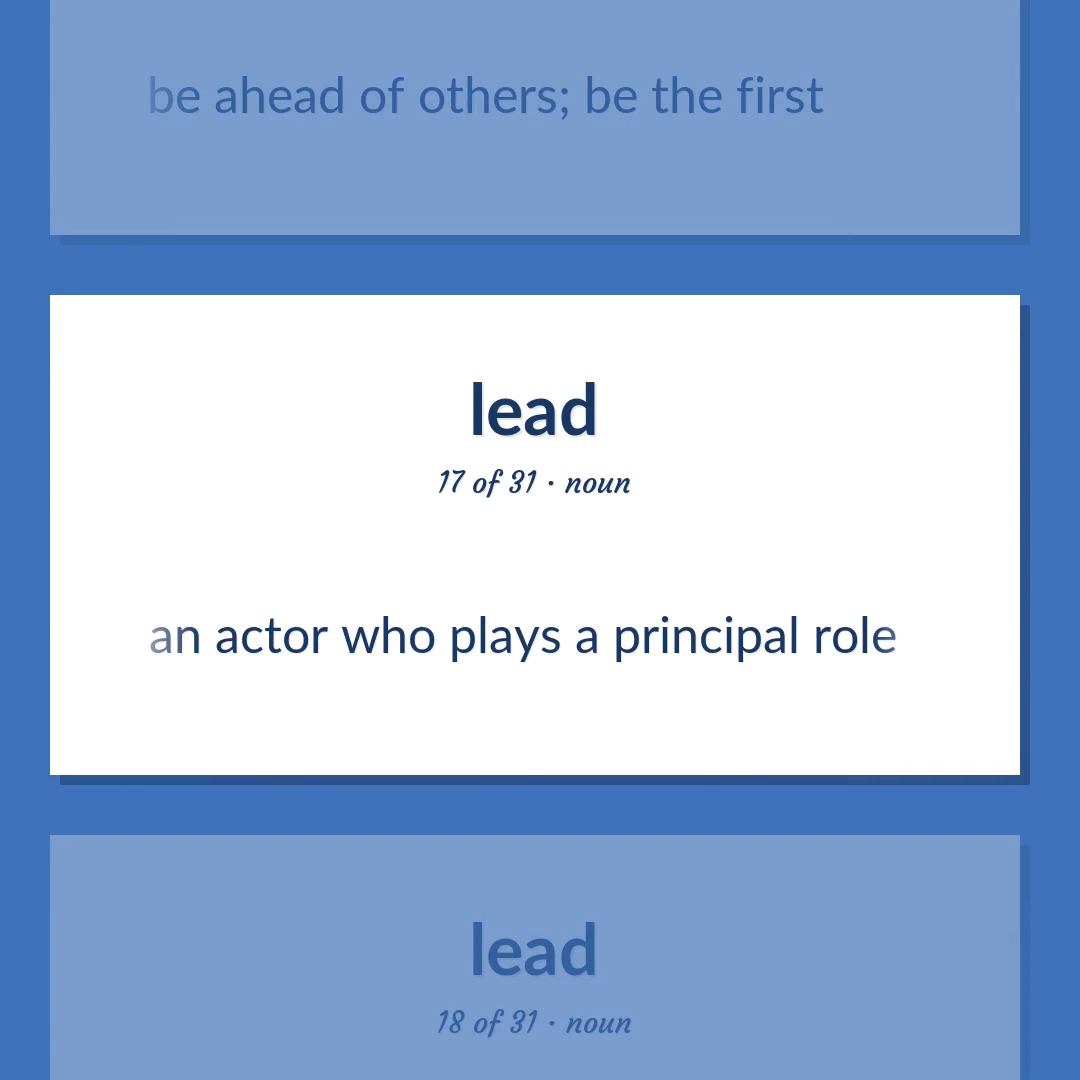 be ahead of others; be the first
lead
17 of 31 · noun
an actor who plays a principal role
lead
18 of 31 · noun